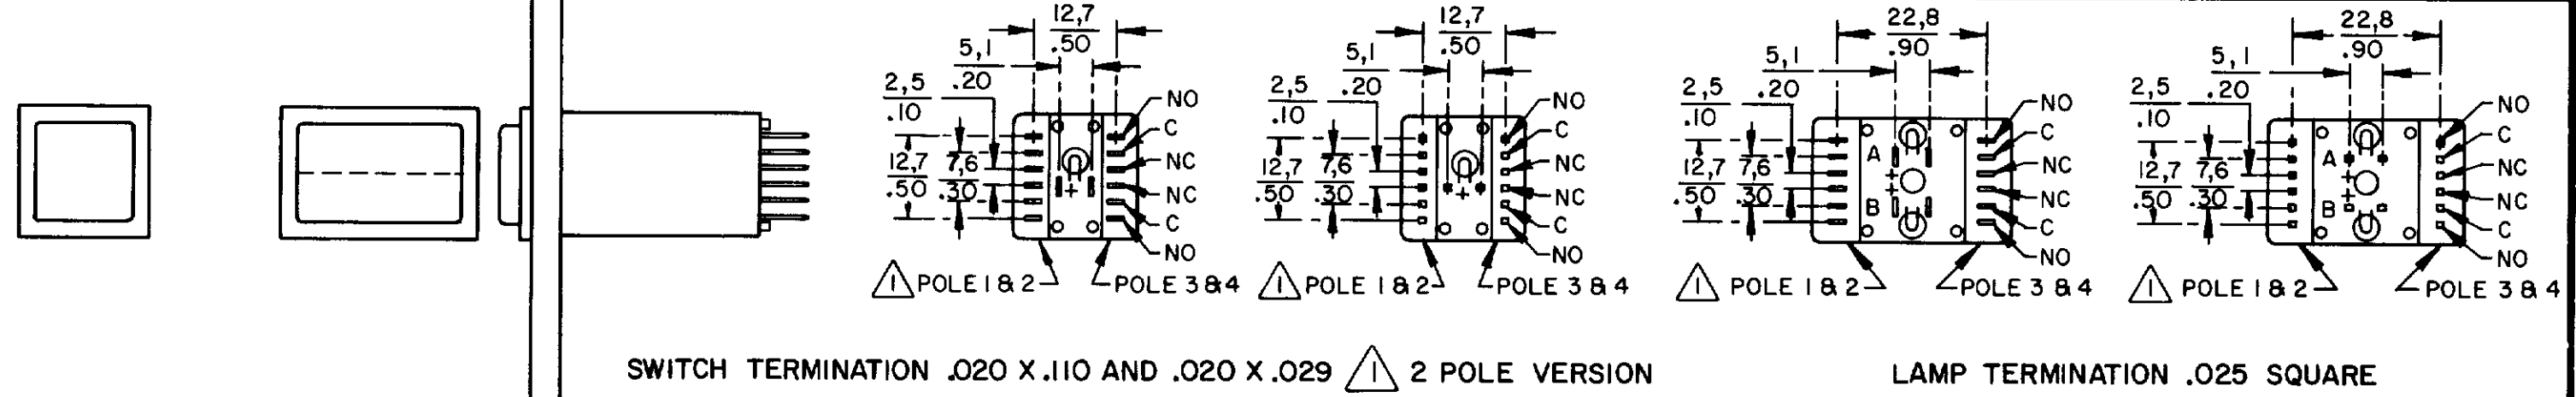 12,7
.50
5,1
.20
2,5
.10
12,7
.50
7,6
.30
NO
C
NC
NC
C
NO
+
1 POLE 1 & 2
POLE 3 & 4
12,7
.50
5,1
.20
2,5
.10
12,7
.50
7,6
.30
NO
C
NC
NC
C
NO
+
1 POLE 1 & 2
POLE 3 & 4
22,8
.90
5,1
.20
2,5
.10
12,7
.50
7,6
.30
A
+
+
B
NO
C
NC
NC
C
NO
1 POLE 1 & 2
POLE 3 & 4
22,8
.90
5,1
.20
2,5
.10
12,7
.50
7,6
.30
A
+
+
B
NO
C
NC
NC
C
NO
1 POLE 1 & 2
POLE 3 & 4
SWITCH TERMINATION .020 X .110 AND .020 X .029 1 2 POLE VERSION
LAMP TERMINATION .025 SQUARE